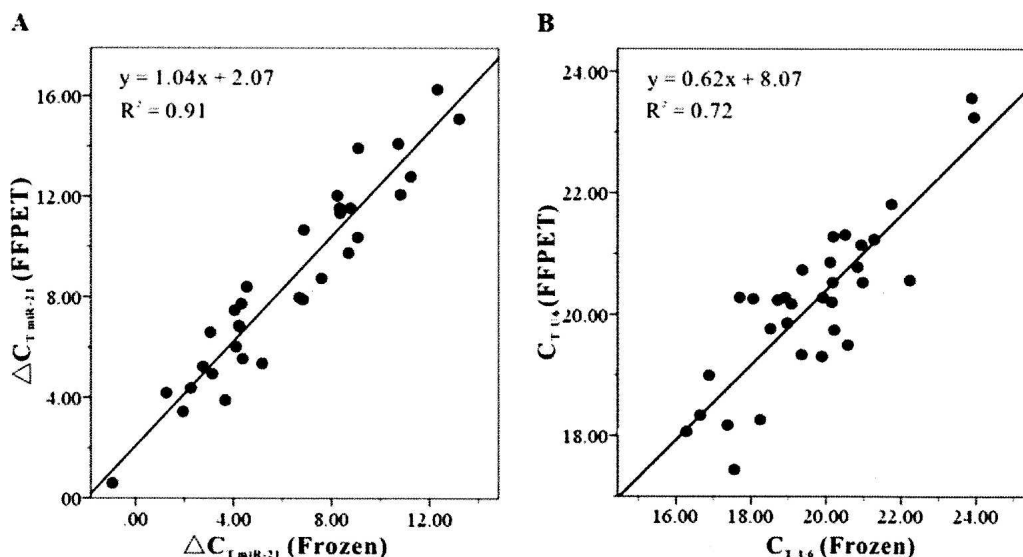 A
y = 1.04x + 2.07
R² = 0.91
16.00
12.00
8.00
4.00
00
.00
4.00
8.00
12.00
△C_T miR-21 (FFPET)
△C_T miR-21 (Frozen)
B
y = 0.62x + 8.07
R² = 0.72
24.00
22.00
20.00
18.00
16.00
18.00
20.00
22.00
24.00
C_T U6 (FFPET)
C_T U6 (Frozen)